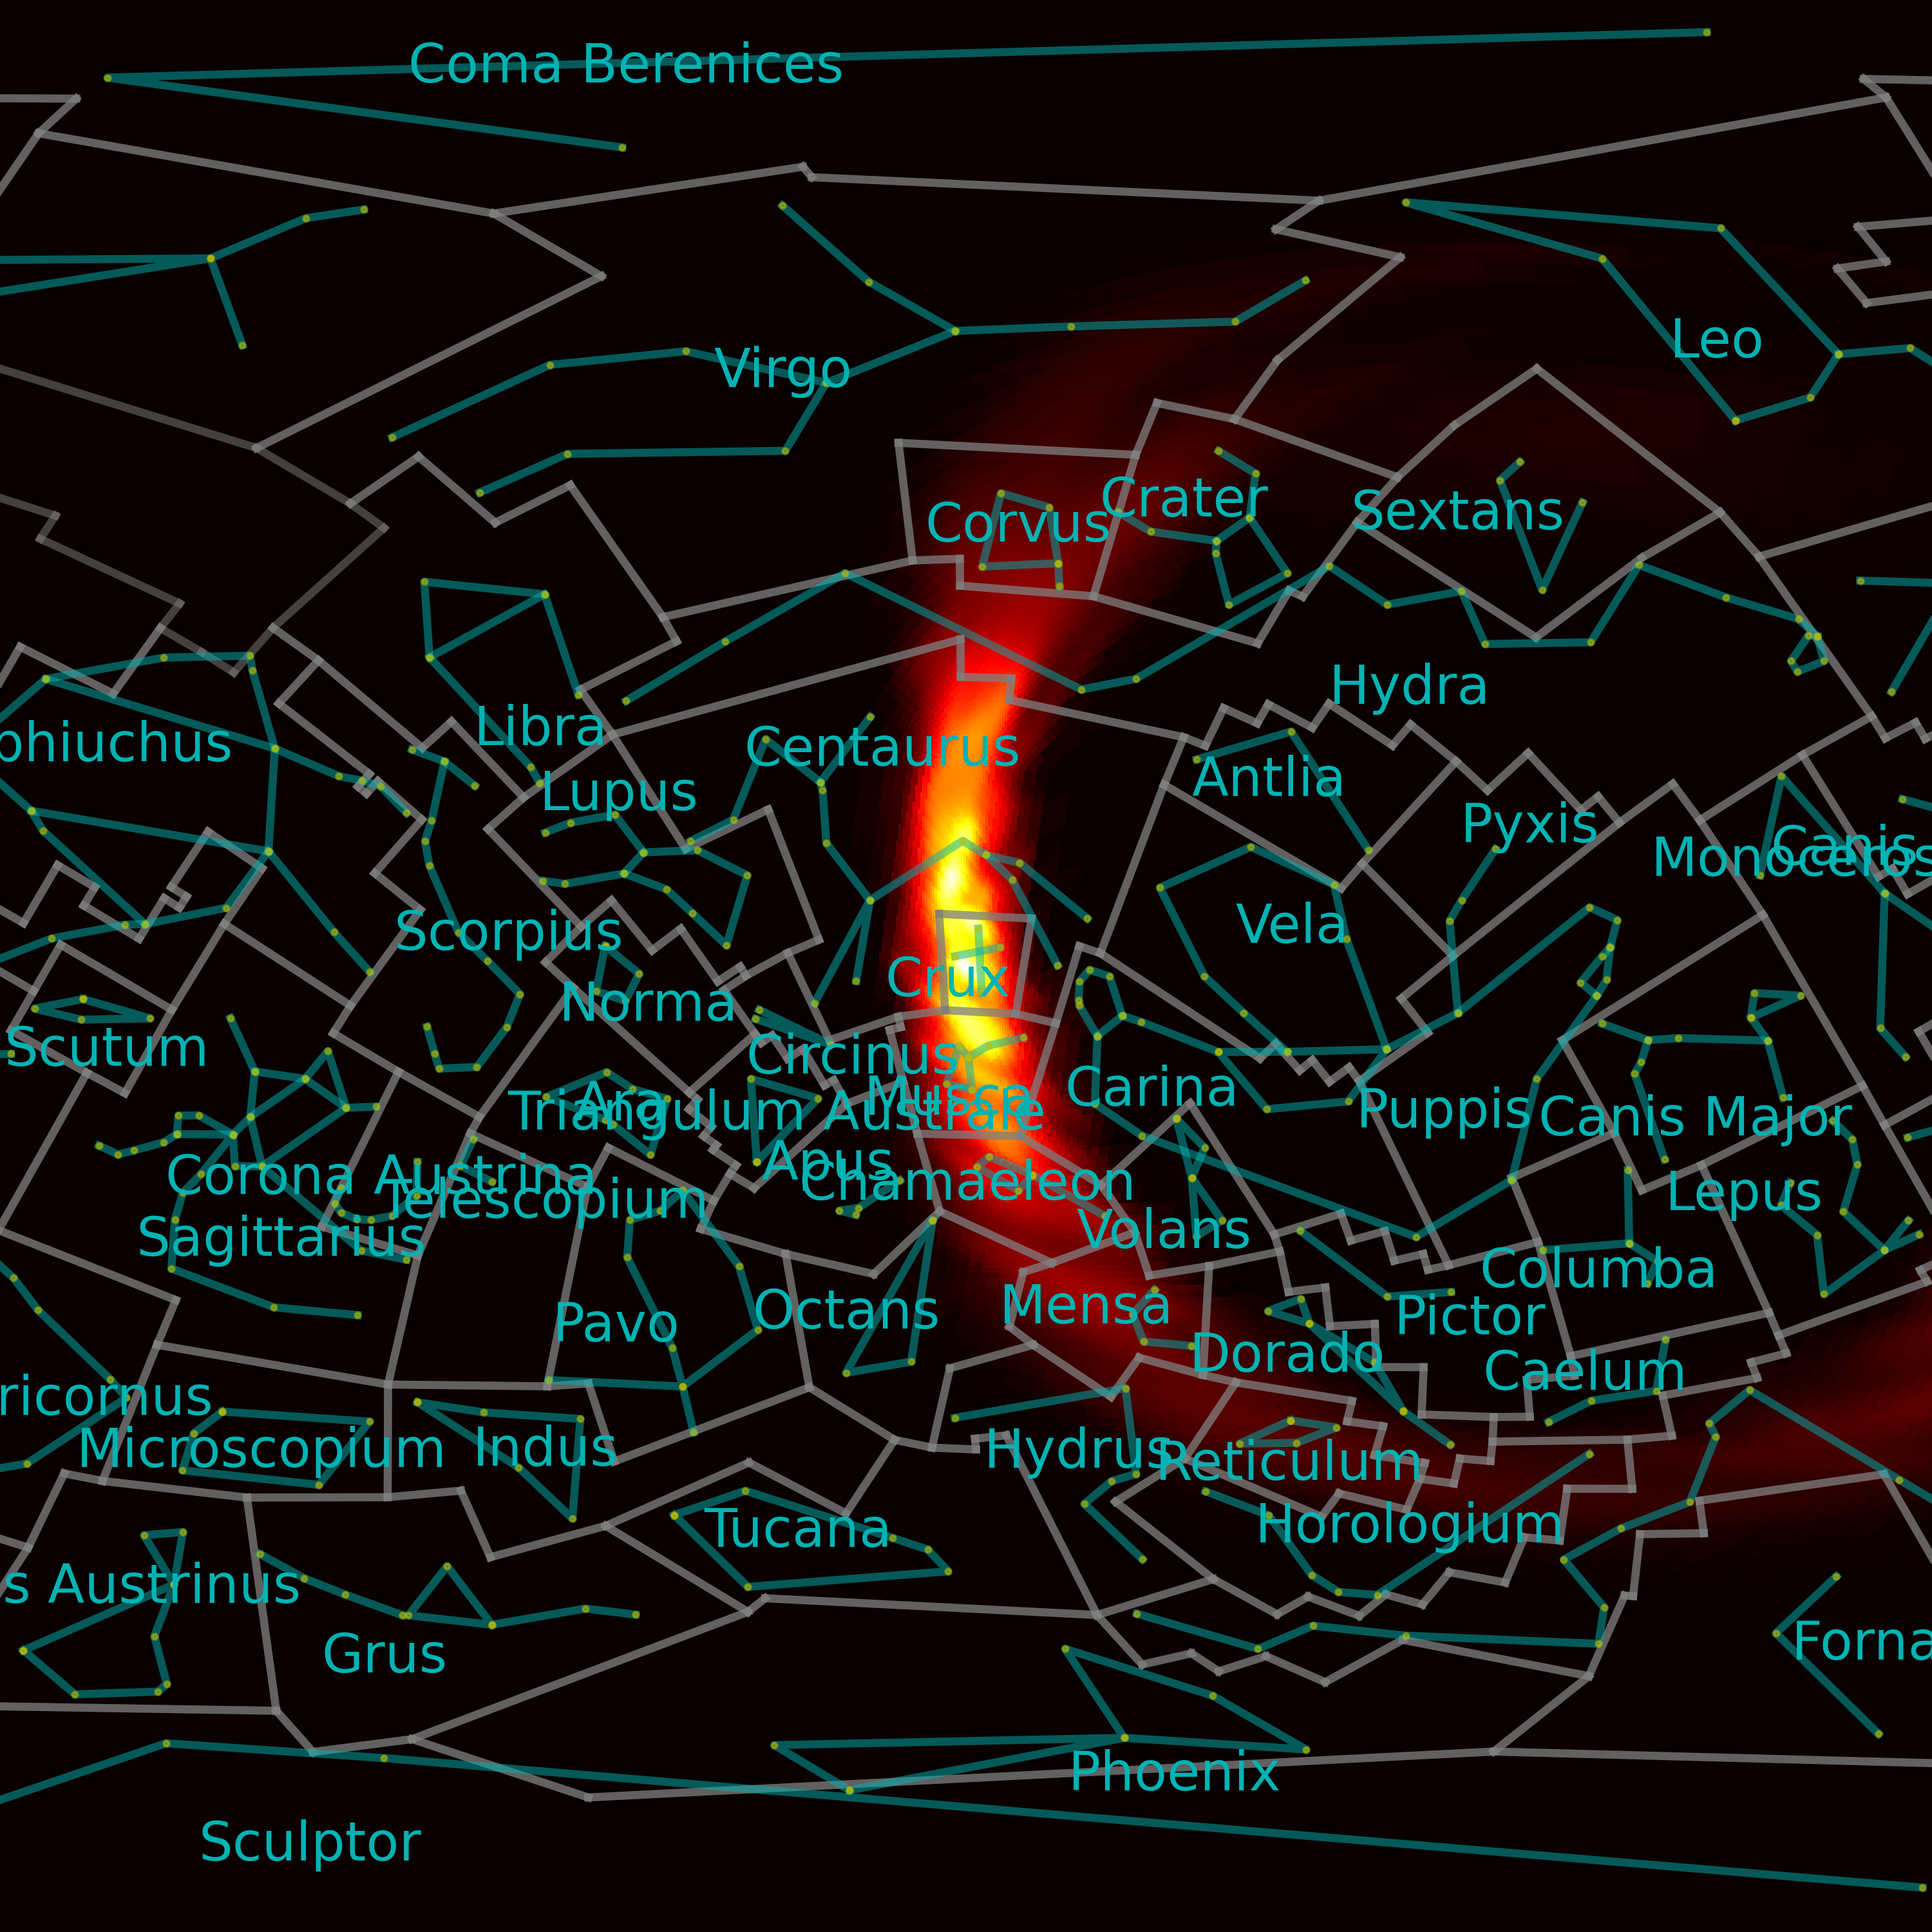 Coma Berenices
Leo
Virgo
Crater
Corvus
Sextans
Hydra
Libra
phiuchus
Centaurus
Antlia
Lupus
Pyxis
Canis
Monoceros
Vela
Scorpius
Crux
Norma
Scutum
Circinus
Carina
Musca
Ara
Triangulum Australe
Puppis
Canis Major
Apus
Corona Austrina
Chamaeleon
Lepus
Telescopium
Volans
Sagittarius
Columba
Mensa
Octans
Pictor
Pavo
Dorado
Caelum
ricornus
Microscopium
Indus
Hydrus
Reticulum
Tucana
Horologium
s Austrinus
Grus
Forna
Phoenix
Sculptor